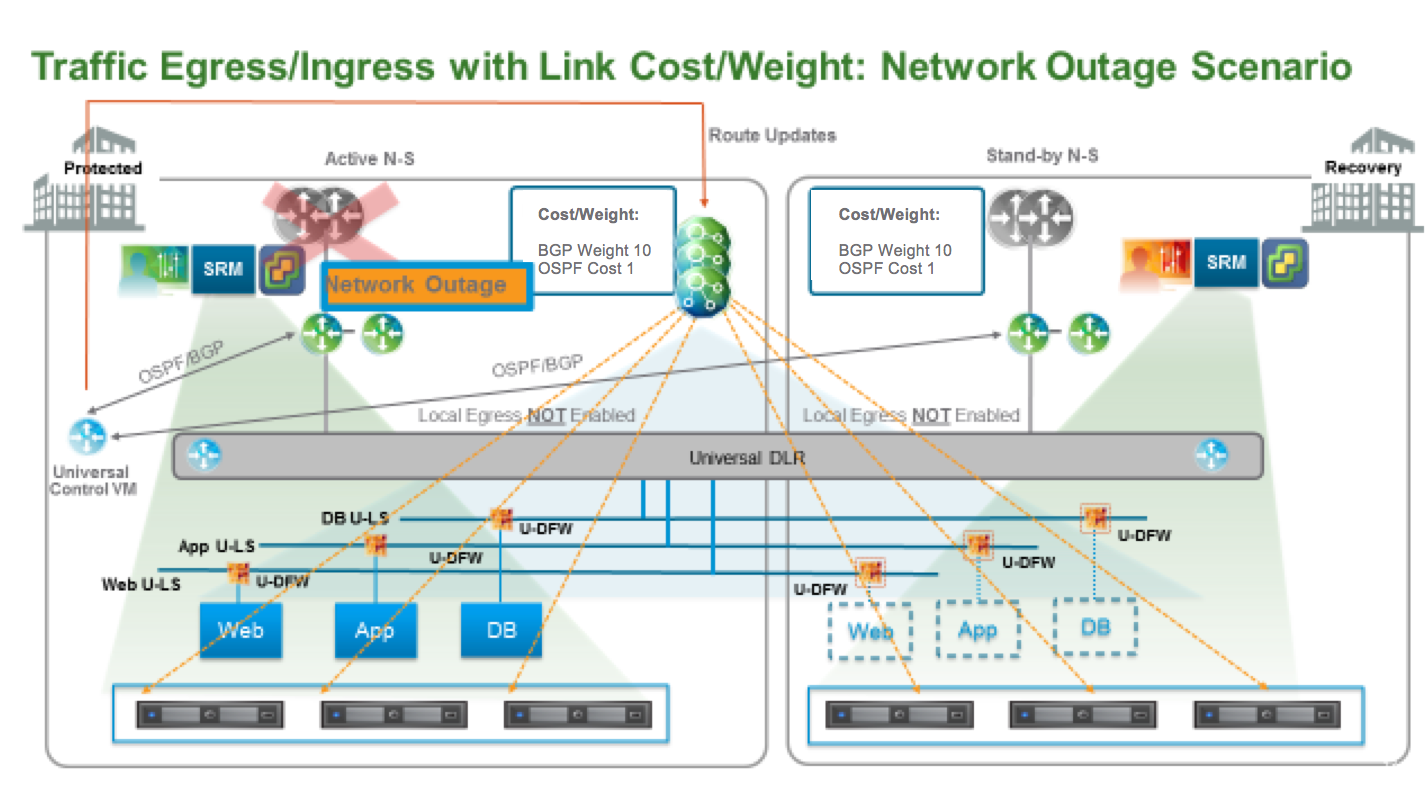 Traffic Egress/Ingress with Link Cost/Weight: Network Outage Scenario
Route Updates
Protected
Active N-S
Stand-by N-S
Recovery
Cost/Weight:
BGP Weight 10
OSPF Cost 1
Cost/Weight:
BGP Weight 10
OSPF Cost 1
SRM
Network Outage
SRM
OSPF/BGP
OSPF/BGP
Local Egress NOT Enabled
Local Egress NOT Enabled
Universal
Control VM
Universal DLR
DB U-LS
U-DFW
U-DFW
App U-LS
U-DFW
U-DFW
Web U-LS
U-DFW
U-DFW
Web
App
DB
Web
App
DB